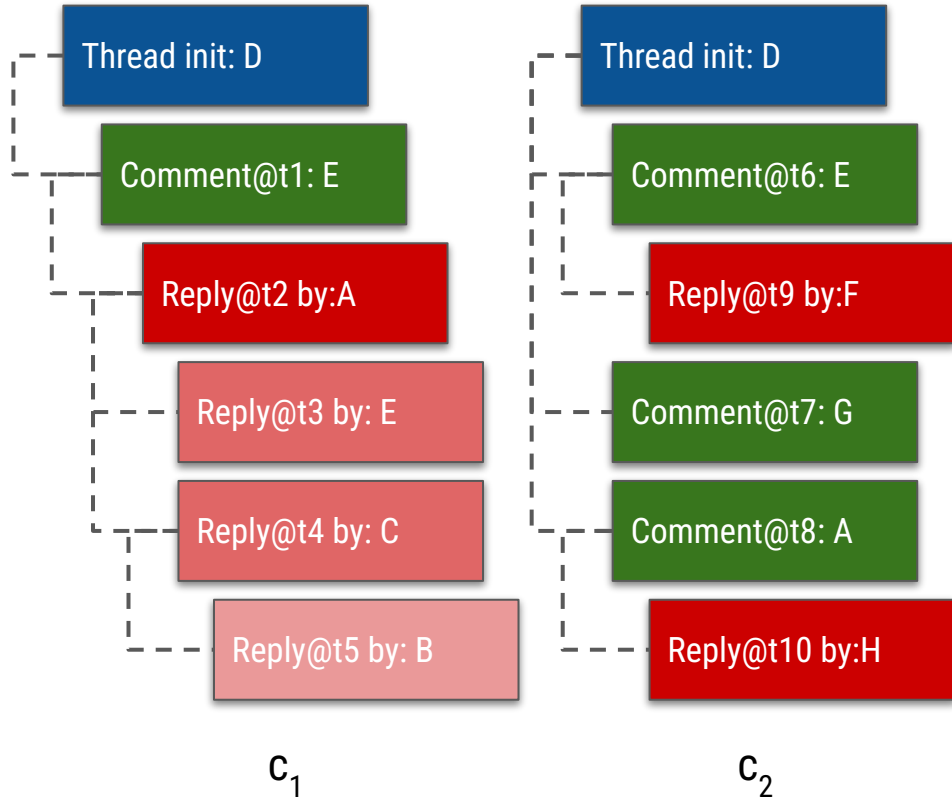 Thread init: D
Comment@t1: E
Reply@t2 by:A
Reply@t3 by: E
Reply@t4 by: C
Reply@t5 by: B
c1
Thread init: D
Comment@t6: E
Reply@t9 by:F
Comment@t7: G
Comment@t8: A
Reply@t10 by:H
c2